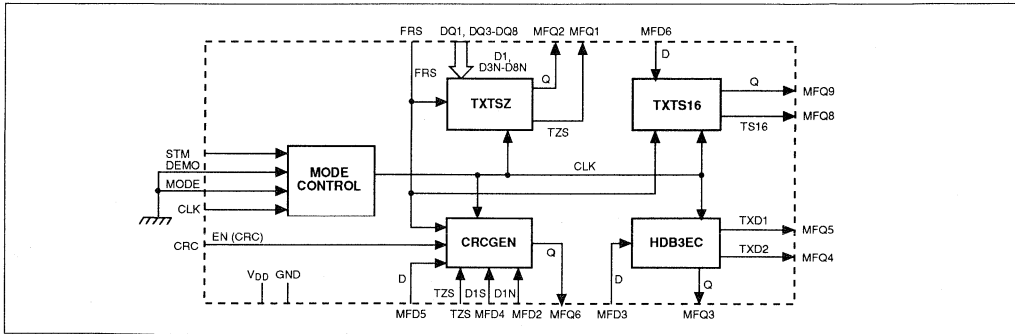 FRS DQ1, DQ3-DQ8 MFQ2 MFQ1 MFD6
FRS
D1,
D3N-D8N
Q
D
TXTSZ
TZS
TXTS16
Q
MFQ9
TS16
MFQ8
STM
DEMO
MODE
CLK
MODE
CONTROL
CLK
CRC
EN (CRC)
CRCGEN
Q
HDB3EC
TXD1
MFQ5
TXD2
MFQ4
VDD GND
D
TZS
D1S
D1N
D
Q
MFD5 TZS MFD4 MFD2 MFQ6 MFD3 MFQ3